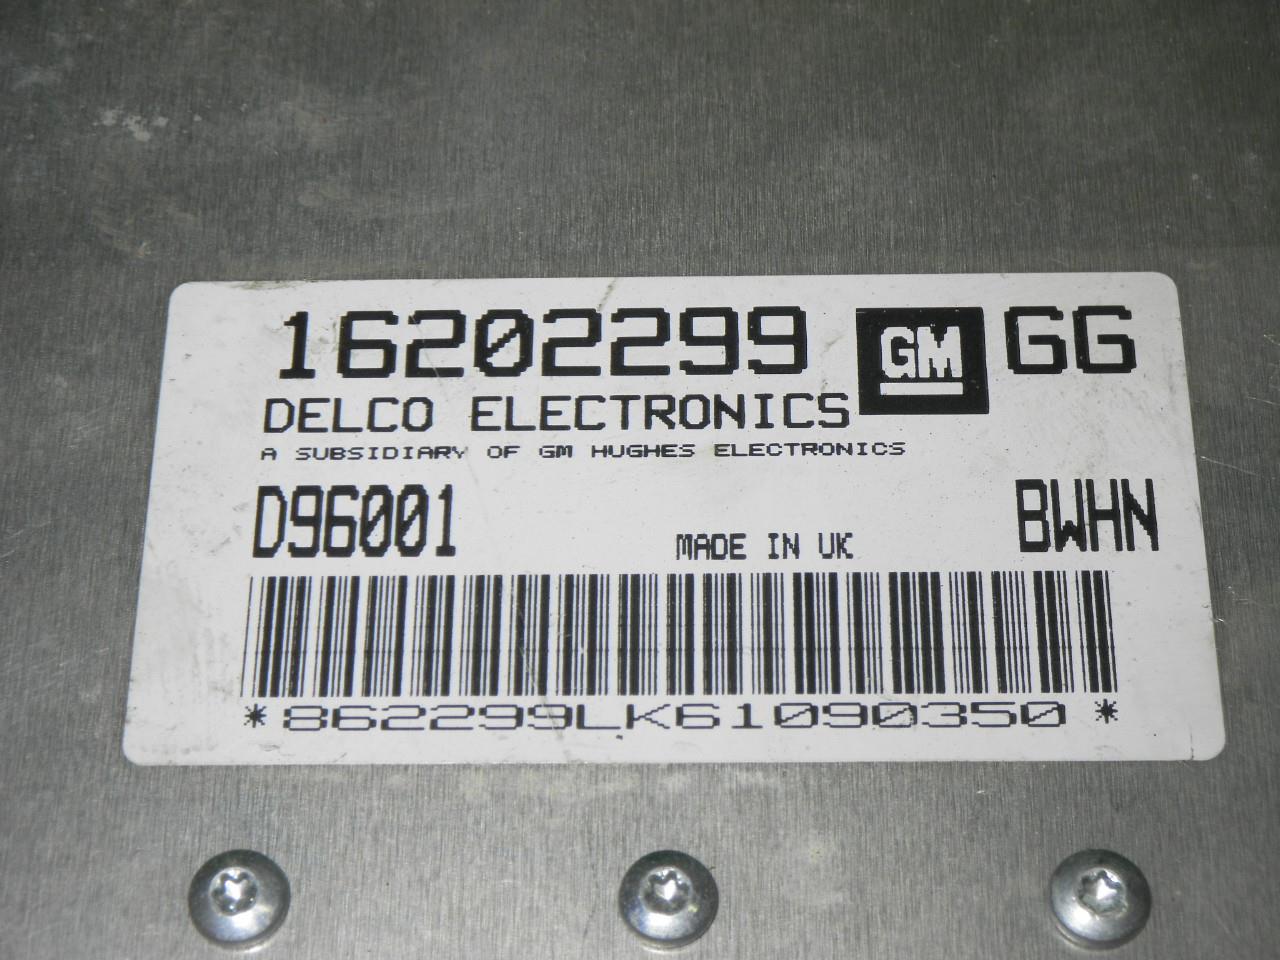 16202299 GM GG
DELCO ELECTRONICS
A SUBSIDIARY OF GM HUGHES ELECTRONICS
D96001 MADE IN UK BWHN
*862299LK61090350*